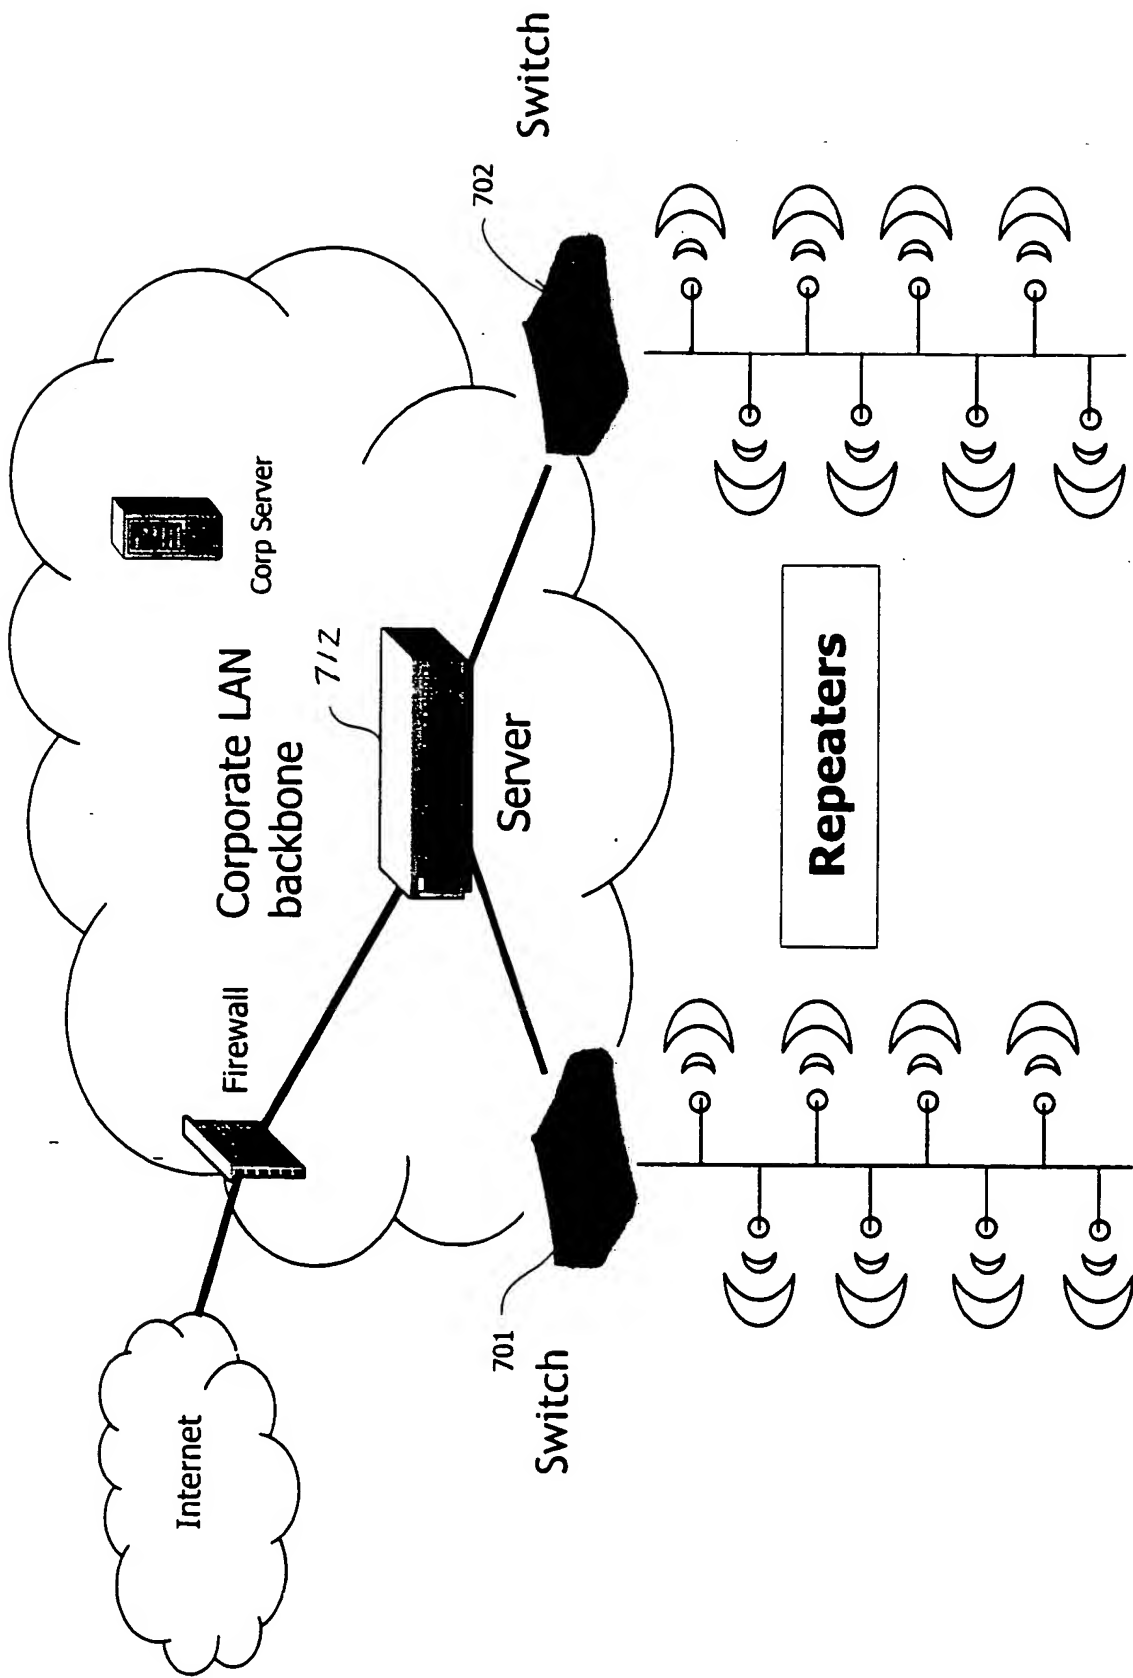 Internet
Firewall
Corporate LAN
backbone
Corp Server
712
Server
701
Switch
702
Switch
Repeaters